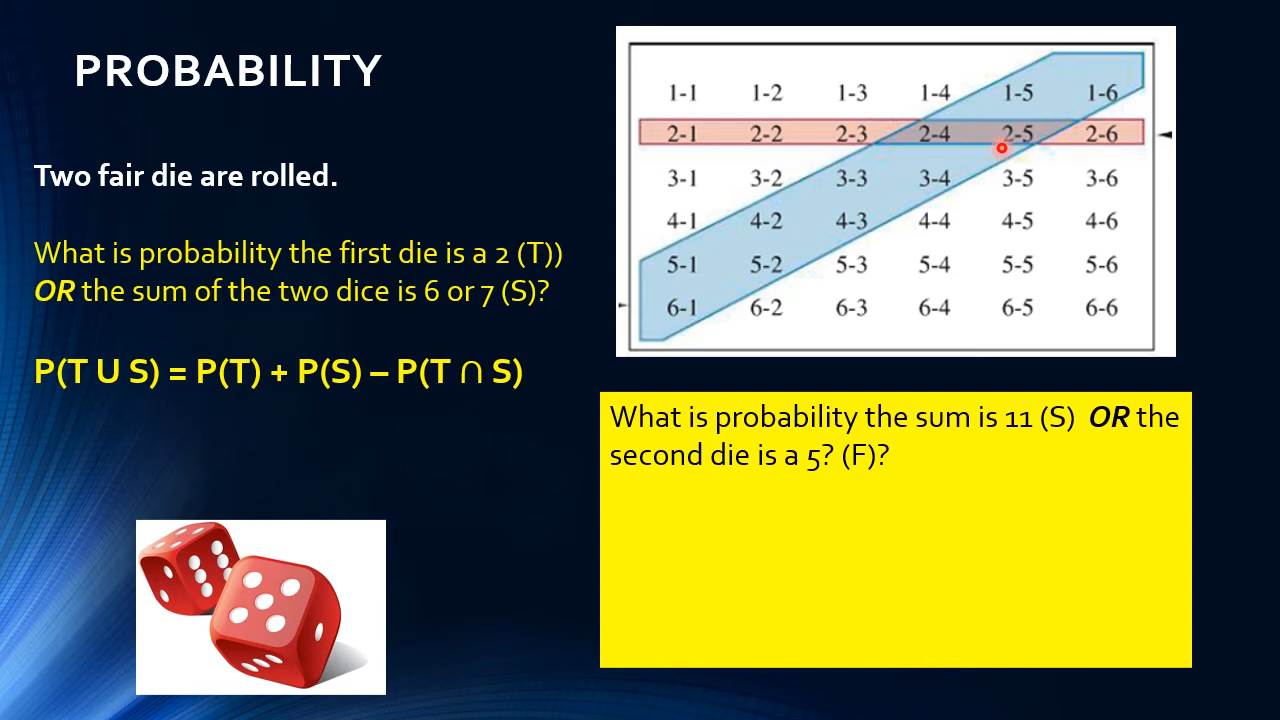 PROBABILITY
Two fair die are rolled.
What is probability the first die is a 2 (T))
OR the sum of the two dice is 6 or 7 (S)?
P(T U S) = P(T) + P(S) – P(T ∩ S)
1-1 1-2 1-3 1-4 1-5 1-6
2-1 2-2 2-3 2-4 2-5 2-6
3-1 3-2 3-3 3-4 3-5 3-6
4-1 4-2 4-3 4-4 4-5 4-6
5-1 5-2 5-3 5-4 5-5 5-6
6-1 6-2 6-3 6-4 6-5 6-6
What is probability the sum is 11 (S) OR the
second die is a 5? (F)?